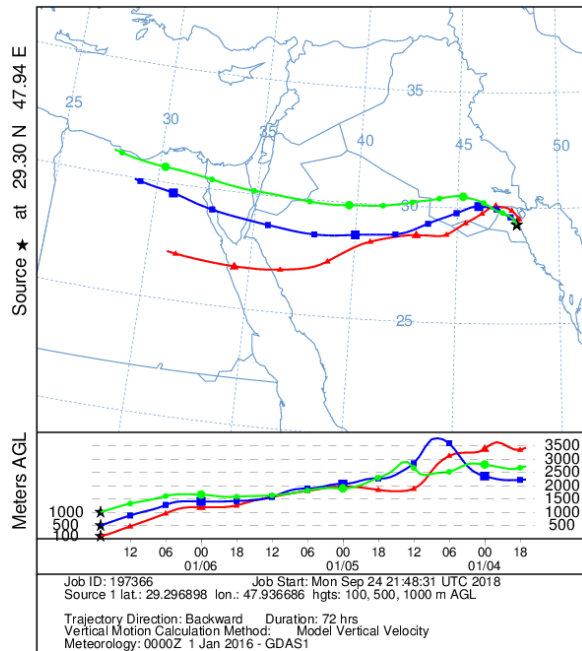 Source ★ at 29.30 N 47.94 E
35
25
30
35
40
45
50
30
25
Meters AGL
3500
3000
2500
2000
1500
1000 1000
500 500
100
12 06 00 18 12 06 00 18 12 06 00 18
01/06 01/05 01/04
Job ID: 197366 Job Start: Mon Sep 24 21:48:31 UTC 2018
Source 1 lat.: 29.296898 lon.: 47.936686 hgts: 100, 500, 1000 m AGL
Trajectory Direction: Backward Duration: 72 hrs
Vertical Motion Calculation Method: Model Vertical Velocity
Meteorology: 0000Z 1 Jan 2016 - GDAS1